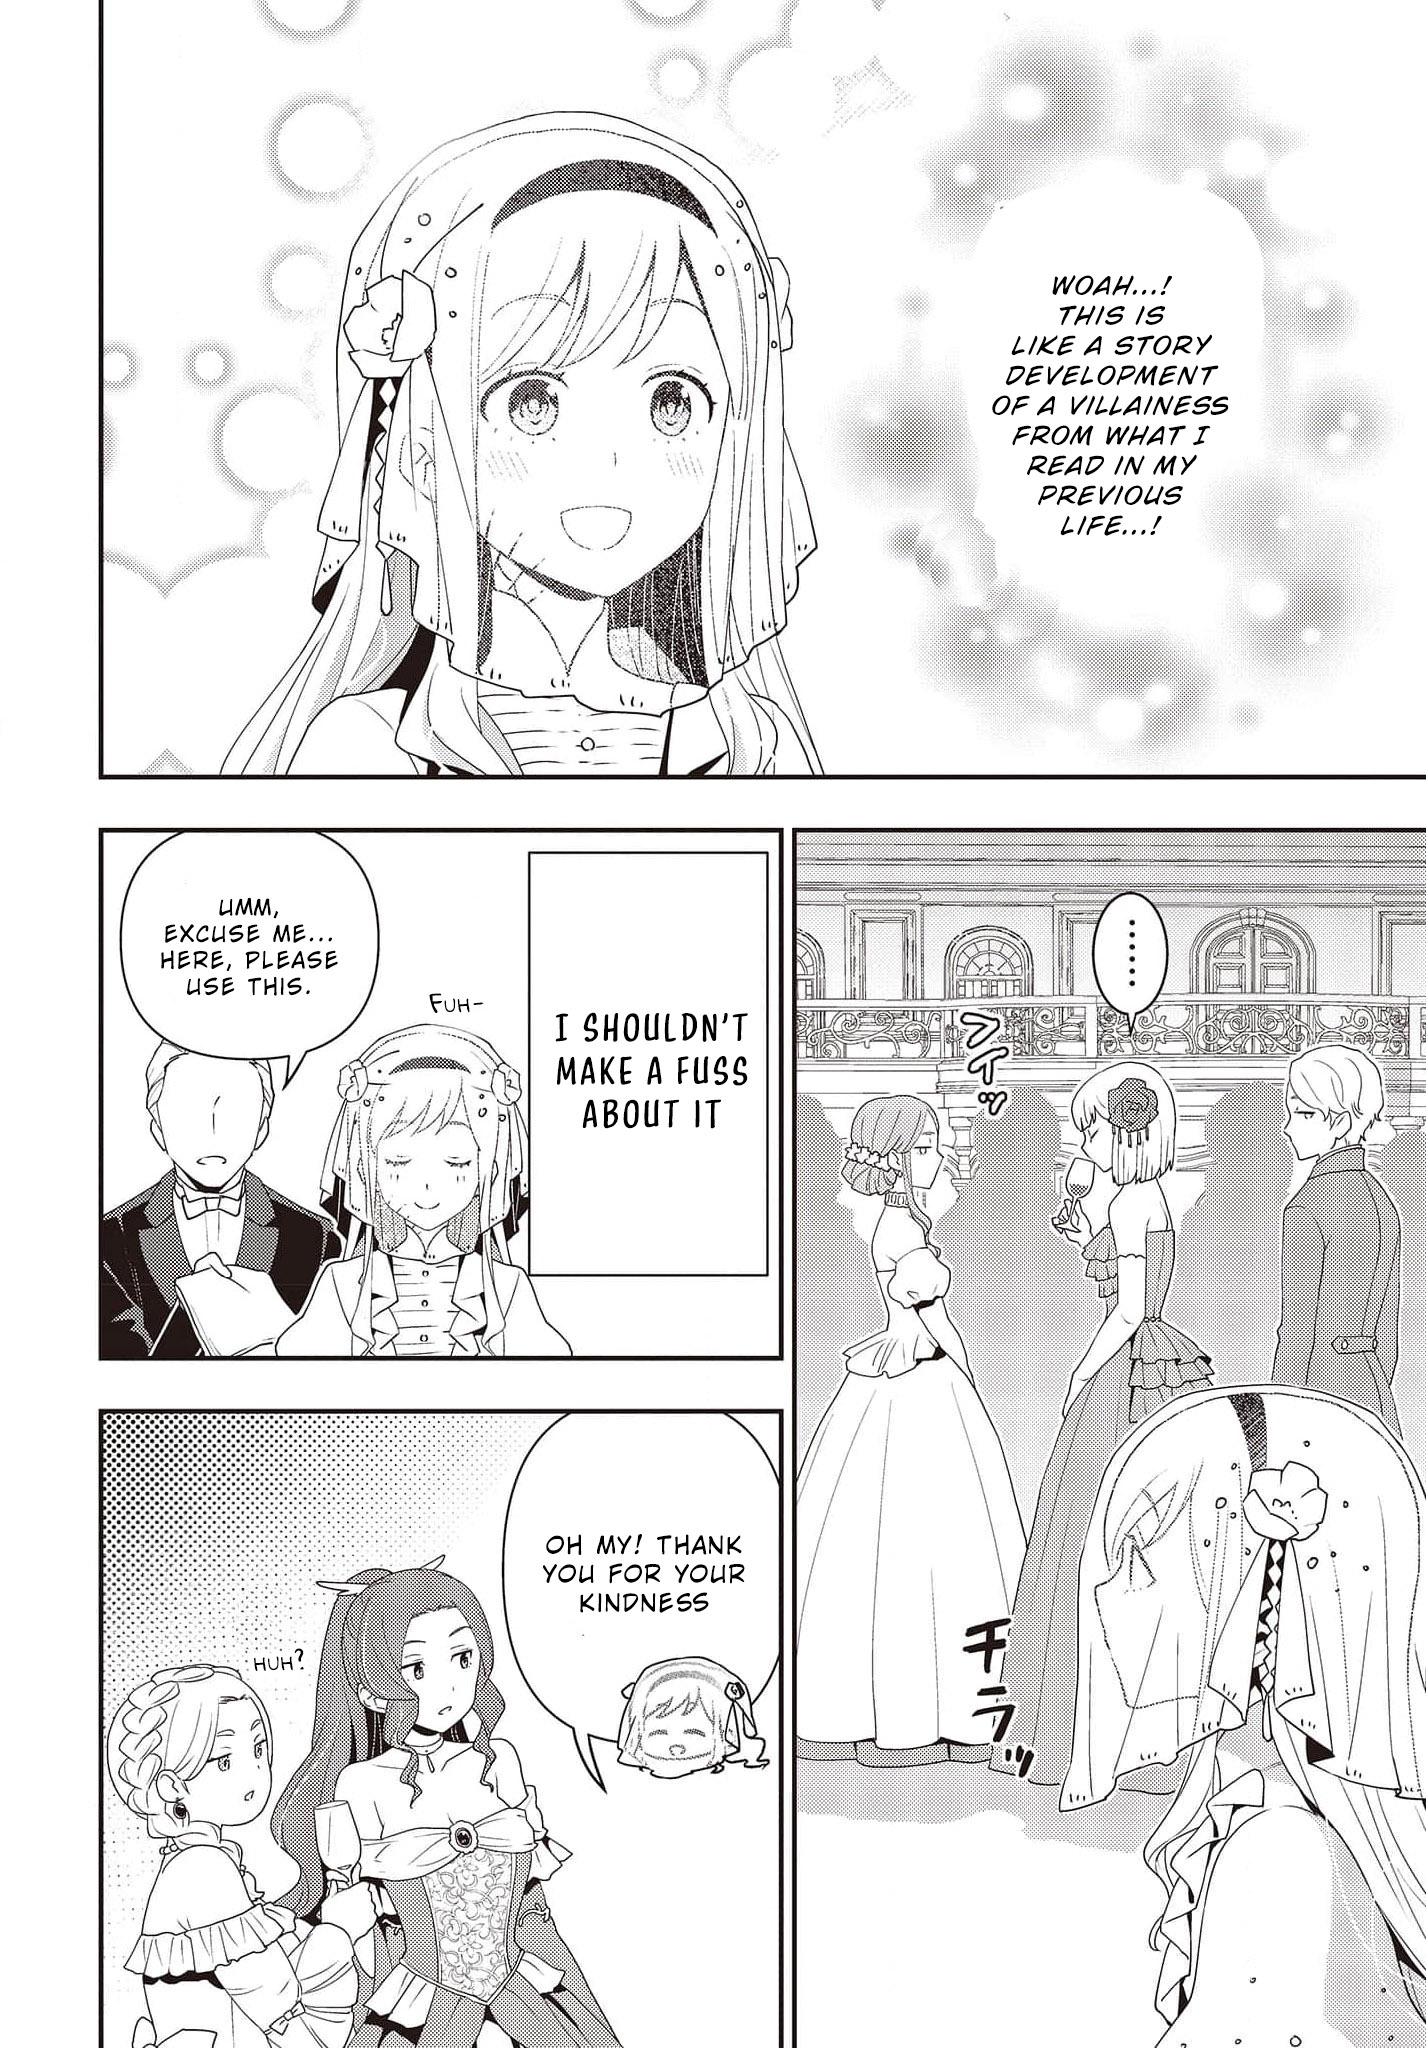 WOAH...!
THIS IS
LIKE A STORY
DEVELOPMENT
OF A VILLAINESS
FROM WHAT I
READ IN MY
PREVIOUS
LIFE...!
.......
プイッ
チラッ
I SHOULDN'T
MAKE A FUSS
ABOUT IT
FUH-
UMM,
EXCUSE ME...
HERE, PLEASE
USE THIS.
OH MY! THANK
YOU FOR YOUR
KINDNESS
HUH?